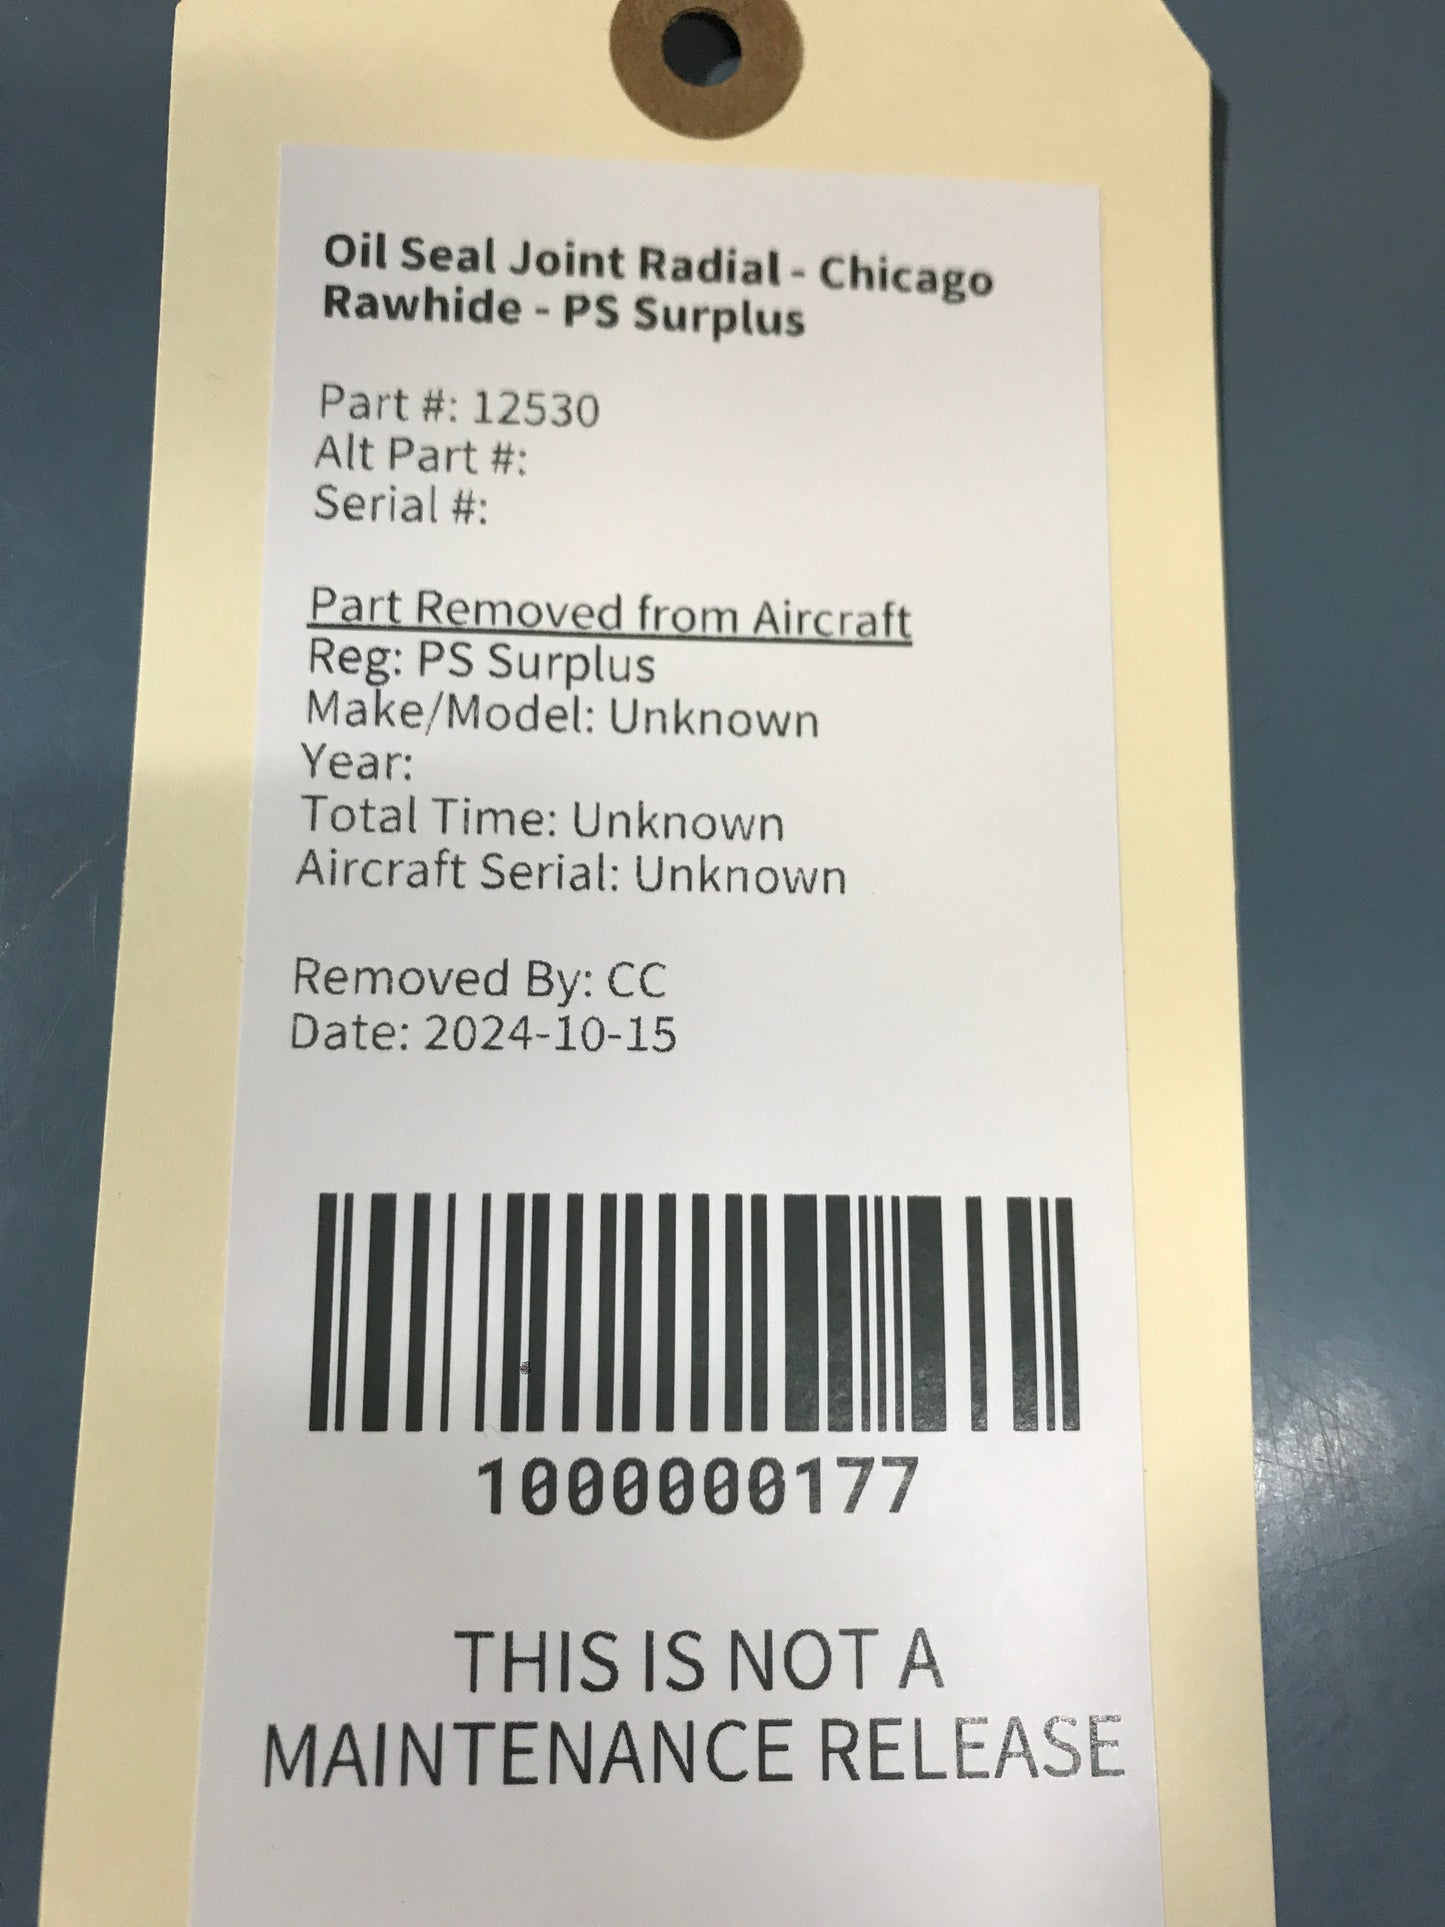 Oil Seal Joint Radial - Chicago
Rawhide - PS Surplus
Part #: 12530
Alt Part #:
Serial #:
Part Removed from Aircraft
Reg: PS Surplus
Make/Model: Unknown
Year:
Total Time: Unknown
Aircraft Serial: Unknown
Removed By: CC
Date: 2024-10-15
1000000177
THIS IS NOT A
MAINTENANCE RELEASE